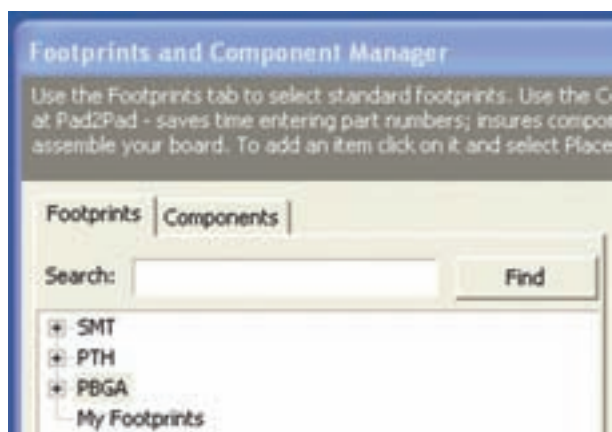 Footprints and Component Manager
Use the Footprints tab to select standard footprints. Use the
at Pad2Pad - saves time entering part numbers; insures
assemble your board. To add an item click on it and select Place
Footprints
Components
Search:
Find
SMT
PTH
PBGA
My Footprints